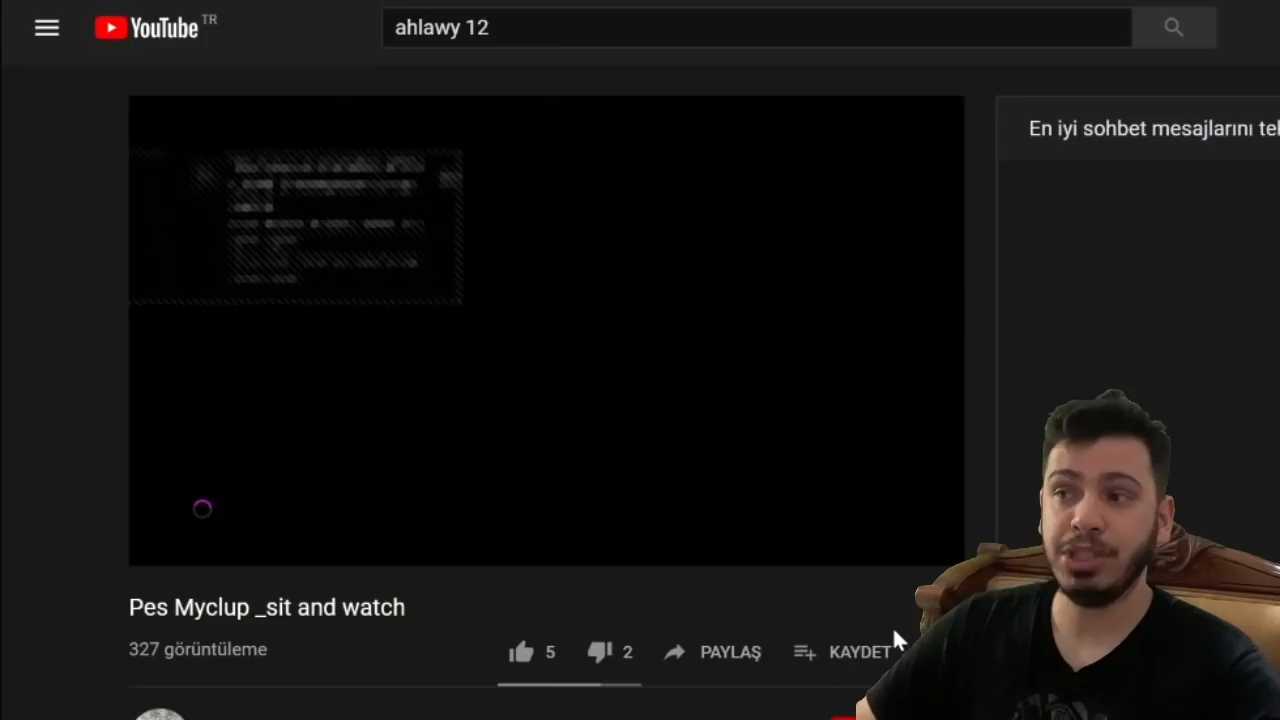 YouTube TR
ahlawy 12
En iyi sohbet mesajlarını tel
Pes Myclup _sit and watch
327 görüntüleme
5
2
PAYLAŞ
KAYDET